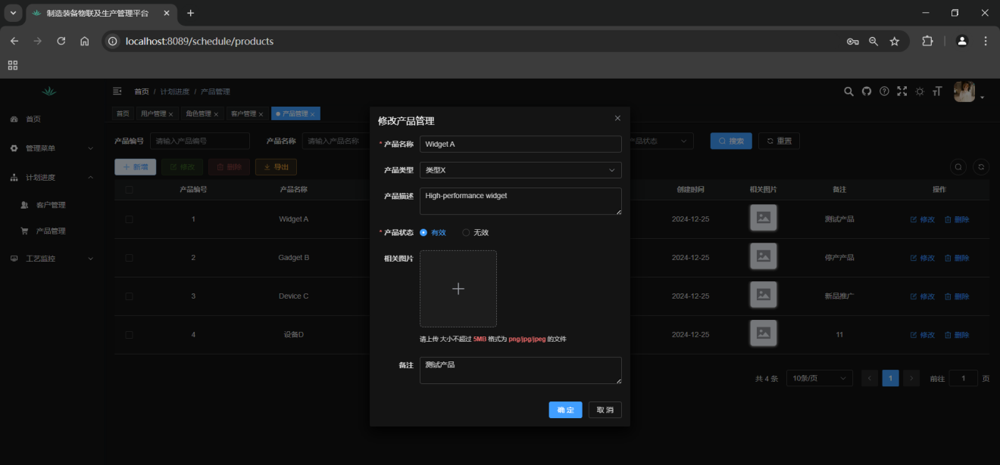 制造装备物联及生产管理平台
localhost:8089/schedule/products
首页 / 计划进度 / 产品管理
首页
管理菜单
计划进度
客户管理
产品管理
工艺监控
首页 用户管理 × 角色管理 × 客户管理 × 产品管理 ×
产品编号 请输入产品编号 产品名称 请输入产品名称 产品状态 搜索 重置
新增 修改 删除 导出
产品编号 产品名称 创建时间 相关图片 备注 操作
1 Widget A 2024-12-25 测试产品 修改 删除
2 Gadget B 2024-12-25 停产产品 修改 删除
3 Device C 2024-12-25 新品推广 修改 删除
4 设备D 2024-12-25 11 修改 删除
共 4 条 10条/页 1 前往 1 页
修改产品管理
* 产品名称 Widget A
产品类型 类型X
产品描述 High-performance widget
* 产品状态 有效 无效
相关图片
请上传 大小不超过 5MB 格式为 png/jpg/jpeg 的文件
备注 测试产品
确 定 取 消